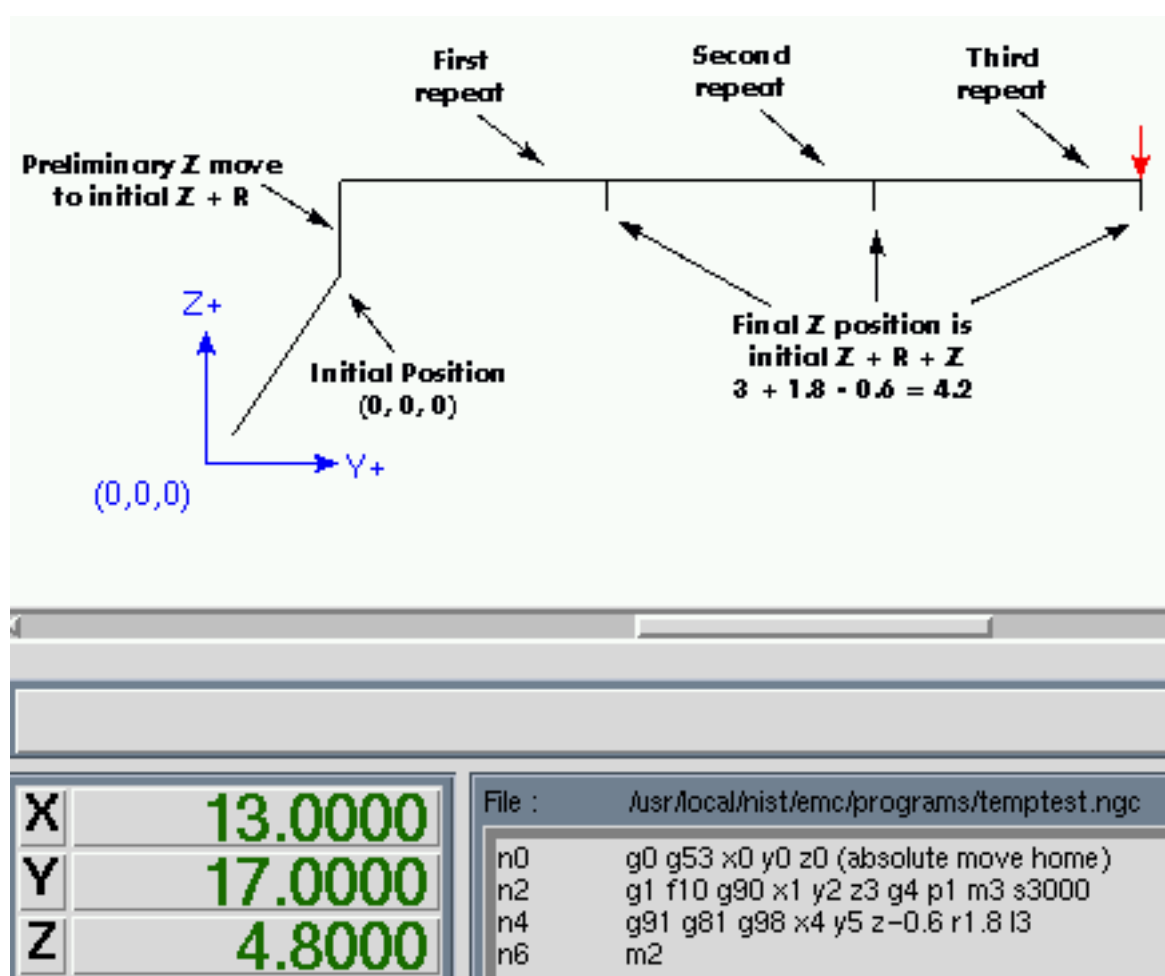 First
repeat
Second
repeat
Third
repeat
Preliminary Z move
to initial Z + R
Z+
Initial Position
(0, 0, 0)
Final Z position is
initial Z + R + Z
3 + 1.8 - 0.6 = 4.2
Y+
(0,0,0)
X 13.0000
Y 17.0000
Z 4.8000
File : /usr/local/nist/emc/programs/temptest.ngc
n0 g0 g53 x0 y0 z0 (absolute move home)
n2 g1 f10 g90 x1 y2 z3 g4 p1 m3 s3000
n4 g91 g81 g98 x4 y5 z-0.6 r1.8 l3
n6 m2